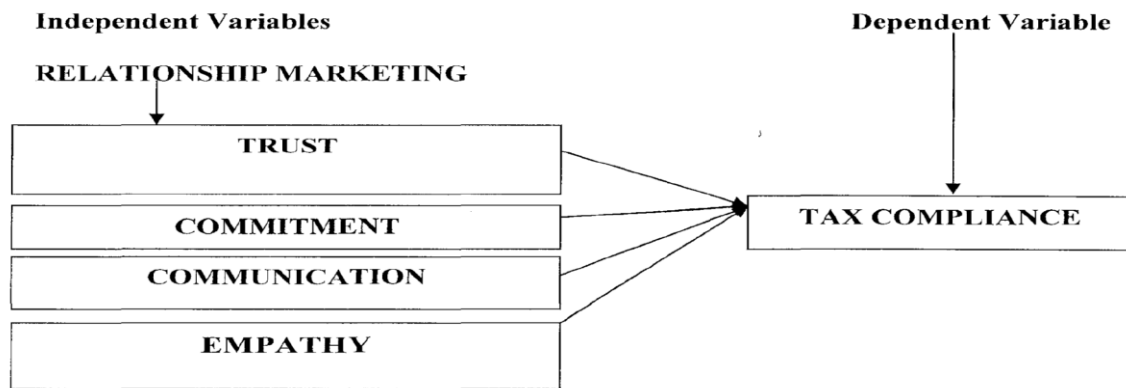 Independent Variables
Dependent Variable
RELATIONSHIP MARKETING
TRUST
COMMITMENT
COMMUNICATION
EMPATHY
TAX COMPLIANCE